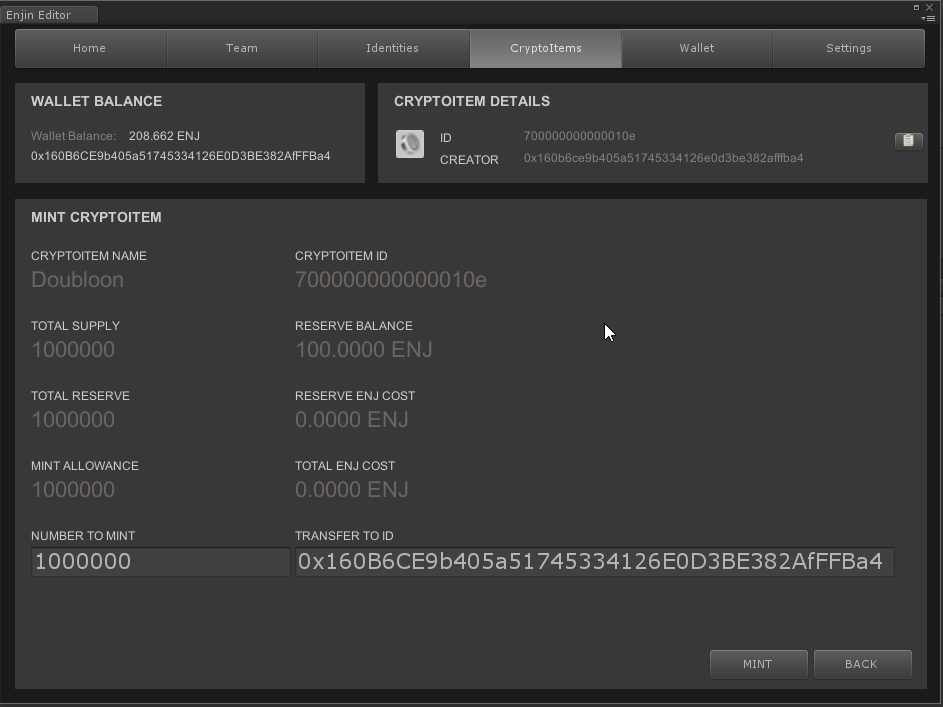 Enjin Editor
Home Team Identities CryptoItems Wallet Settings
WALLET BALANCE
Wallet Balance: 208.662 ENJ
0x160B6CE9b405a51745334126E0D3BE382AfFFBa4
CRYPTOITEM DETAILS
ID 700000000000010e
CREATOR 0x160b6ce9b405a51745334126e0d3be382afffba4
MINT CRYPTOITEM
CRYPTOITEM NAME CRYPTOITEM ID
Doubloon 700000000000010e
TOTAL SUPPLY RESERVE BALANCE
1000000 100.0000 ENJ
TOTAL RESERVE RESERVE ENJ COST
1000000 0.0000 ENJ
MINT ALLOWANCE TOTAL ENJ COST
1000000 0.0000 ENJ
NUMBER TO MINT TRANSFER TO ID
1000000 0x160B6CE9b405a51745334126E0D3BE382AfFFBa4
MINT BACK